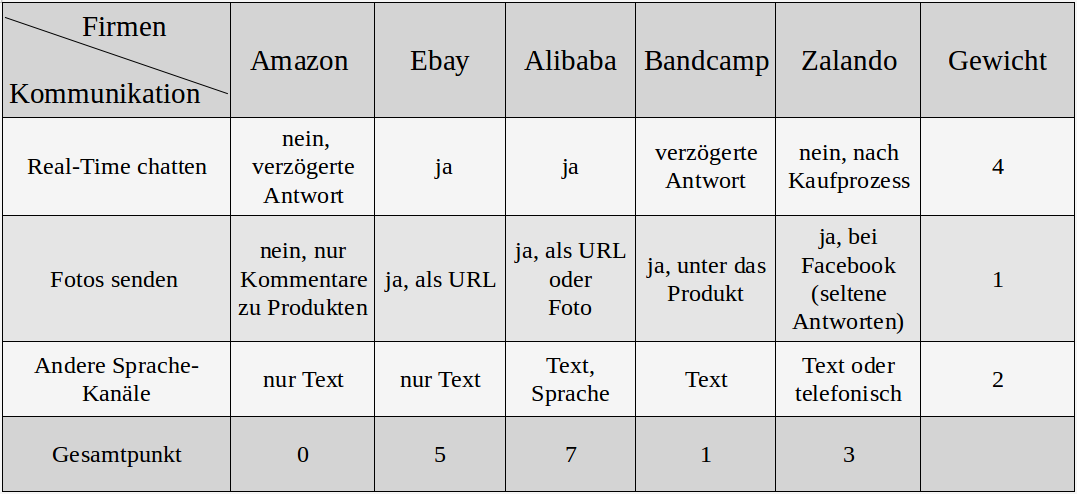 Firmen
Kommunikation
Amazon
Ebay
Alibaba
Bandcamp
Zalando
Gewicht
Real-Time chatten
nein,
verzögerte
Antwort
ja
ja
verzögerte
Antwort
nein, nach
Kaufprozess
4
Fotos senden
nein, nur
Kommentare
zu Produkten
ja, als URL
ja, als URL
oder
Foto
ja, unter das
Produkt
ja, bei
Facebook
(seltene
Antworten)
1
Andere Sprache-
Kanäle
nur Text
nur Text
Text,
Sprache
Text
Text oder
telefonisch
2
Gesamtpunkt
0
5
7
1
3